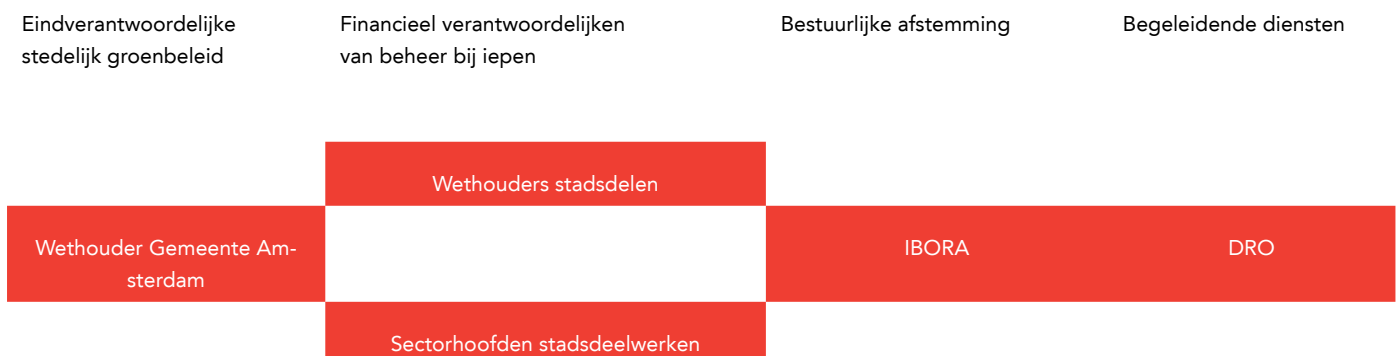 Eindverantwoordelijke
stedelijk groenbeleid
Financieel verantwoordelijken
van beheer bij iepen
Bestuurlijke afstemming
Begeleidende diensten
Wethouders stadsdelen
Wethouder Gemeente Am-
sterdam
IBORA
DRO
Sectorhoofden stadsdeelwerken